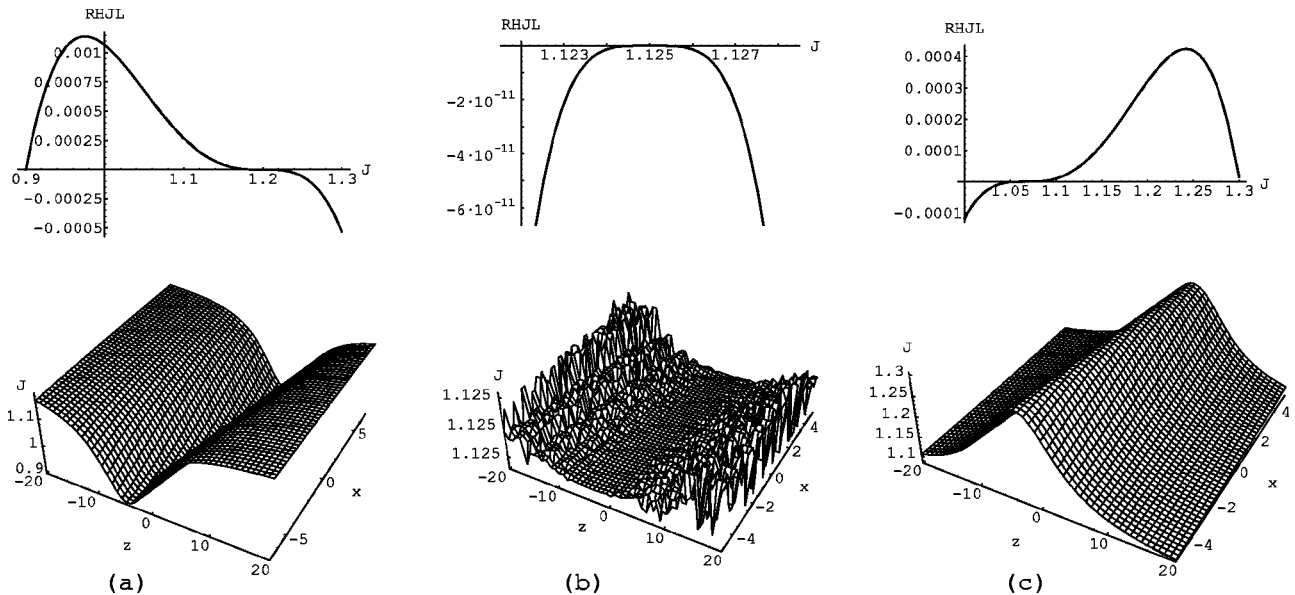 RHJL
0.001
0.00075
0.0005
0.00025
0.9 1.1 1.2 1.3 J
-0.00025
-0.0005
RHJL
1.123 1.125 1.127 J
-2·10⁻¹¹
-4·10⁻¹¹
-6·10⁻¹¹
RHJL
0.0004
0.0003
0.0002
0.0001
1.05 1.1 1.15 1.2 1.25 1.3 J
-0.0001
J
1.1
1
0.9
-20
-10
0
10
20
z
-5
0
5
x
(a)
J
1.125
1.125
1.125
-20
-10
0
10
20
z
-4
-2
0
2
4
x
(b)
J
1.3
1.25
1.2
1.15
1.1
-20
-10
0
10
20
z
-4
-2
0
2
4
x
(c)